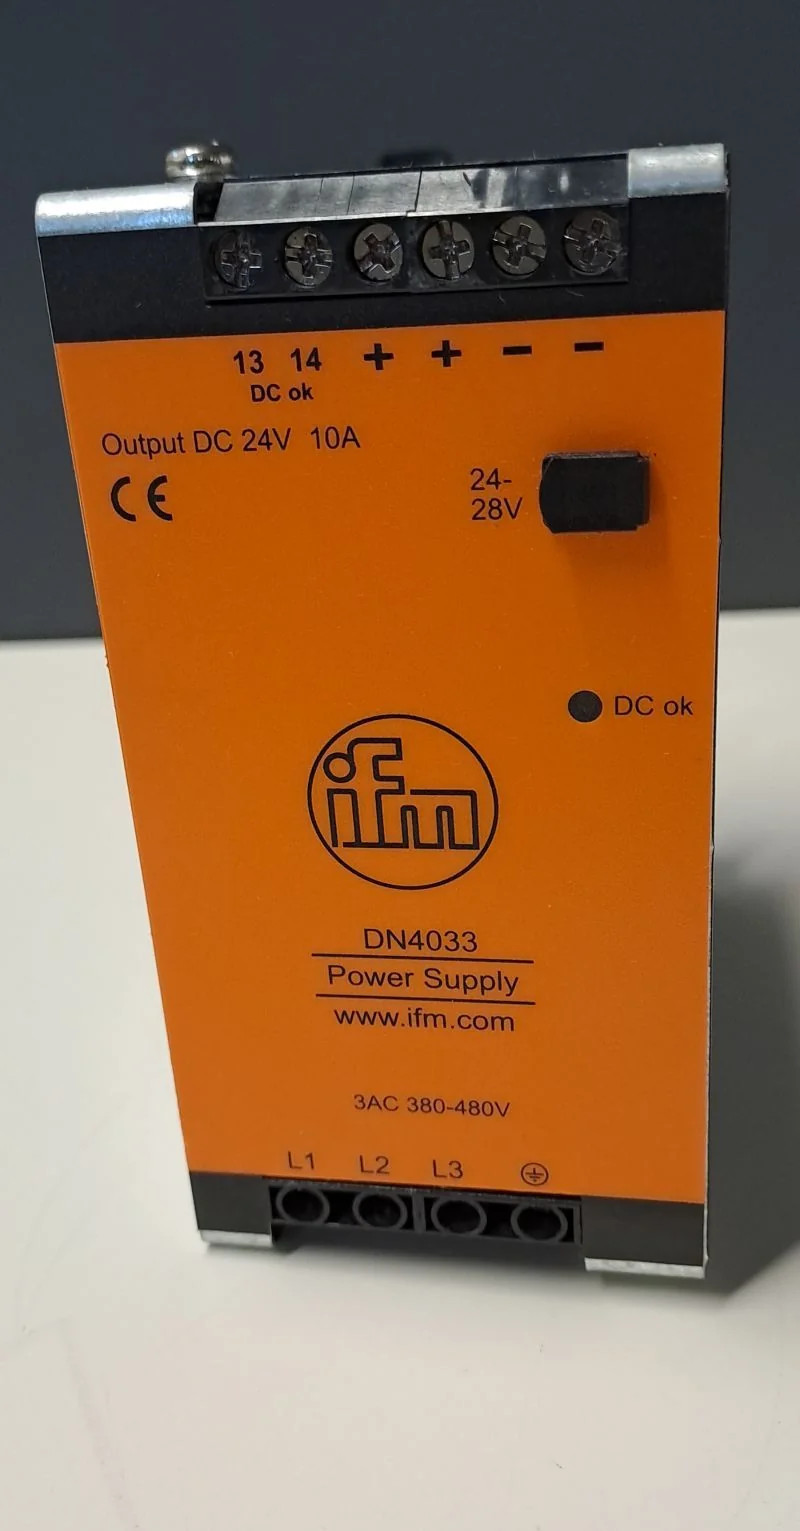 13 14 + + − −
DC ok
Output DC 24V 10A
CE
24-
28V
DC ok
ifm
DN4033
Power Supply
www.ifm.com
3AC 380-480V
L1 L2 L3